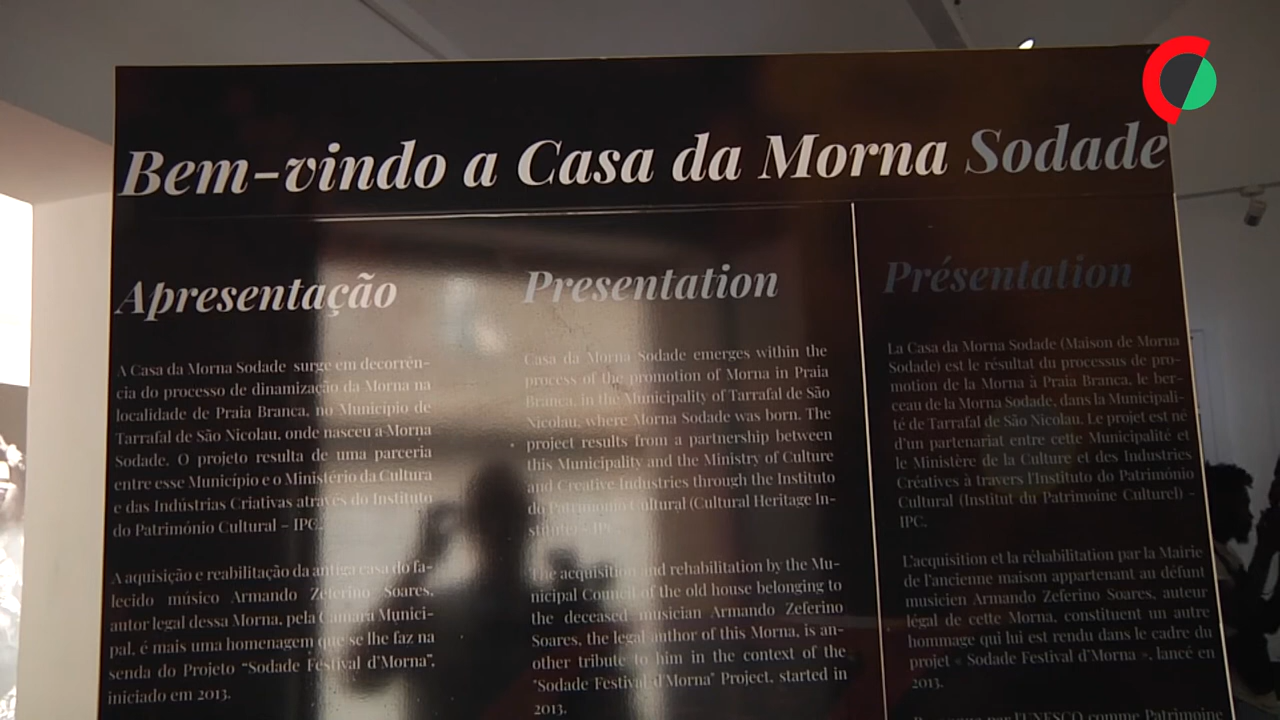 Bem-vindo a Casa da Morna Sodade
Apresentação
A Casa da Morna Sodade surge em decorrên-
cia do processo de dinamização da Morna na
localidade de Praia Branca, no Município de
Tarrafal de São Nicolau, onde nasceu a Morna
Sodade. O projeto resulta de uma parceria
entre esse Município e o Ministério da Cultura
e das Indústrias Criativas através do Instituto
do Património Cultural – IPC.
A aquisição e reabilitação da antiga casa do fa-
lecido músico Armando Zeferino Soares,
autor legal dessa Morna, pela Câmara Munici-
pal, é mais uma homenagem que se lhe faz na
senda do Projeto “Sodade Festival d’Morna”,
iniciado em 2013.
Presentation
Casa da Morna Sodade emerges within the
process of the promotion of Morna in Praia
Branca, in the Municipality of Tarrafal de São
Nicolau, where Morna Sodade was born. The
project results from a partnership between
this Municipality and the Ministry of Culture
and Creative Industries through the Instituto
do Património Cultural (Cultural Heritage In-
stitute) - IPC.
The acquisition and rehabilitation by the Mu-
nicipal Council of the old house belonging to
the deceased musician Armando Zeferino
Soares, the legal author of this Morna, is an-
other tribute to him in the context of the
"Sodade Festival d'Morna" Project, started in
2013.
Présentation
La Casa da Morna Sodade (Maison de Morna
Sodade) est le résultat du processus de pro-
motion de la Morna à Praia Branca, le ber-
ceau de la Morna Sodade, dans la Municipali-
té de Tarrafal de São Nicolau. Le projet est né
d’un partenariat entre cette Municipalité et
le Ministère de la Culture et des Industries
Créatives à travers l’Instituto do Património
Cultural (Institut du Patrimoine Culturel) –
IPC.
L’acquisition et la réhabilitation par la Mairie
de l’ancienne maison appartenant au défunt
musicien Armando Zeferino Soares, auteur
légal de cette Morna, constituent un autre
hommage qui lui est rendu dans le cadre du
projet « Sodade Festival d’Morna », lancé en
2013.
par l’UNESCO comme Patrimoine